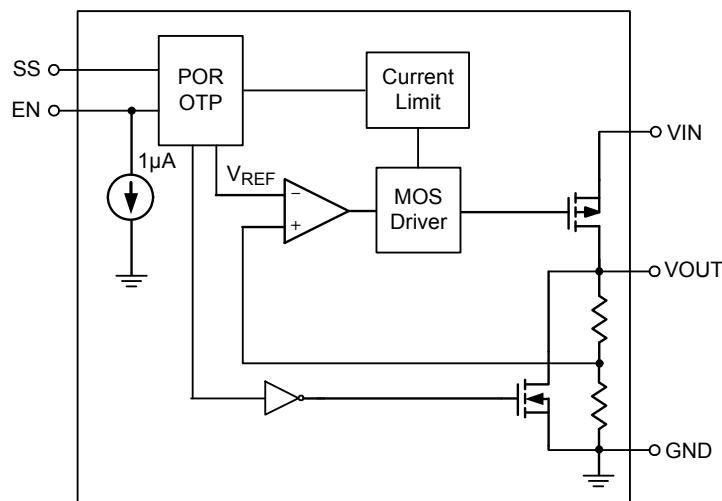 SS
EN
POR
OTP
Current
Limit
VIN
1µA
VREF
−
+
MOS
Driver
VOUT
GND